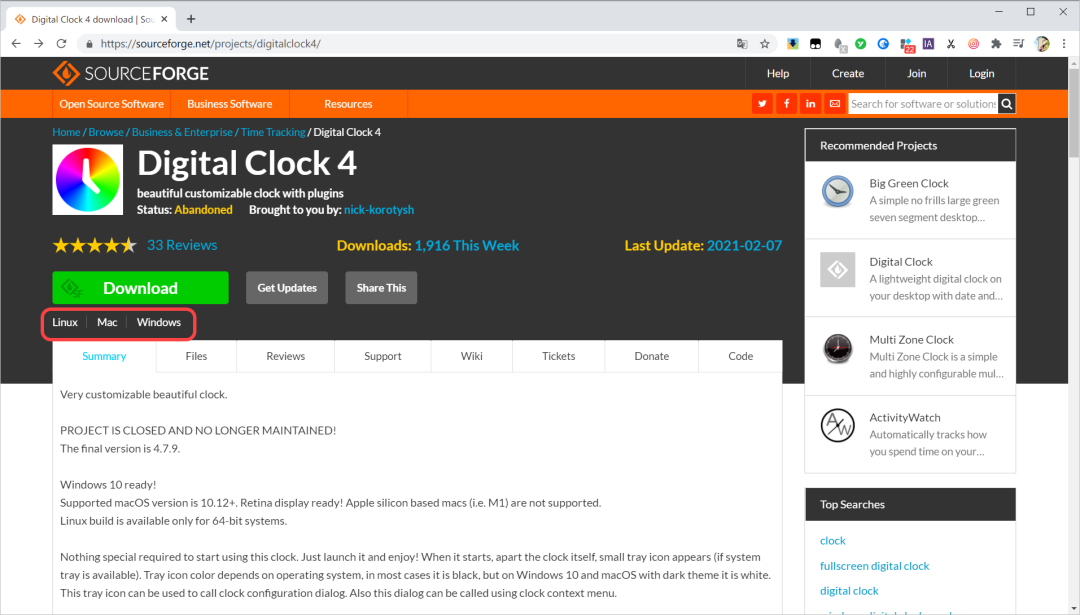 Digital Clock 4 download | Sou
https://sourceforge.net/projects/digitalclock4/
22
IA
SOURCEFORGE
Help
Create
Join
Login
Open Source Software
Business Software
Resources
Search for software or solutions
Home / Browse / Business & Enterprise / Time Tracking / Digital Clock 4
Digital Clock 4
beautiful customizable clock with plugins
Status: Abandoned Brought to you by: nick-korotysh
33 Reviews
Downloads: 1,916 This Week
Last Update: 2021-02-07
Download
Get Updates
Share This
Linux
Mac
Windows
Summary
Files
Reviews
Support
Wiki
Tickets
Donate
Code
Very customizable beautiful clock.
PROJECT IS CLOSED AND NO LONGER MAINTAINED!
The final version is 4.7.9.
Windows 10 ready!
Supported macOS version is 10.12+. Retina display ready! Apple silicon based macs (i.e. M1) are not supported.
Linux build is available only for 64-bit systems.
Nothing special required to start using this clock. Just launch it and enjoy! When it starts, apart the clock itself, small tray icon appears (if system
tray is available). Tray icon color depends on operating system, in most cases it is black, but on Windows 10 and macOS with dark theme it is white.
This tray icon can be used to call clock configuration dialog. Also this dialog can be called using clock context menu.
Recommended Projects
Big Green Clock
A simple no frills large green
seven segment desktop...
Digital Clock
A lightweight digital clock on
your desktop with date and...
Multi Zone Clock
Multi Zone Clock is a simple
and highly configurable mul...
ActivityWatch
Automatically tracks how
you spend time on your...
Top Searches
clock
fullscreen digital clock
digital clock